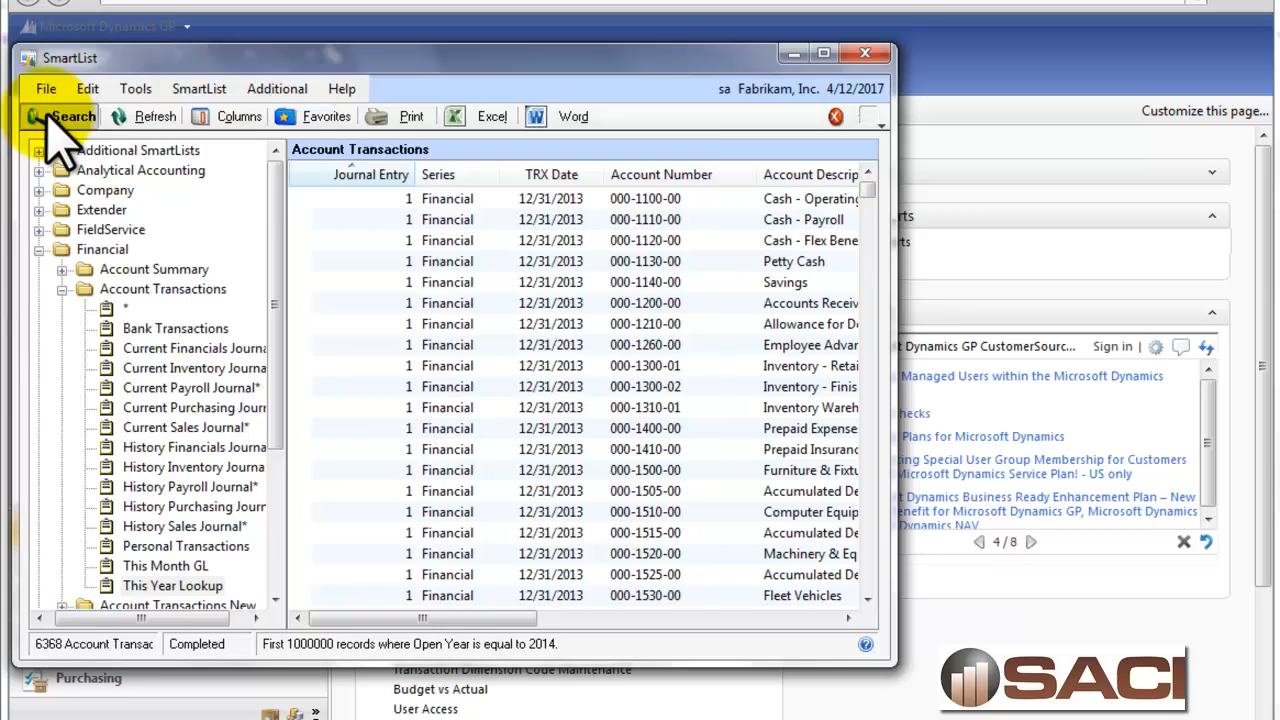 Microsoft Dynamics GP
SmartList
File Edit Tools SmartList Additional Help
sa Fabrikam, Inc. 4/12/2017
Search Refresh Columns Favorites Print Excel Word
Customize this page...
Additional SmartLists
Analytical Accounting
Company
Extender
FieldService
Financial
Account Summary
Account Transactions
*
Bank Transactions
Current Financials Journa
Current Inventory Journa
Current Payroll Journal*
Current Purchasing Jourr
Current Sales Journal*
History Financials Journa
History Inventory Journa
History Payroll Journal*
History Purchasing Journ
History Sales Journal*
Personal Transactions
This Month GL
This Year Lookup
Account Transactions New
Account Transactions
Journal Entry Series TRX Date Account Number Account Descrip
1 Financial 12/31/2013 000-1100-00 Cash - Operating
1 Financial 12/31/2013 000-1110-00 Cash - Payroll
1 Financial 12/31/2013 000-1120-00 Cash - Flex Bene
1 Financial 12/31/2013 000-1130-00 Petty Cash
1 Financial 12/31/2013 000-1140-00 Savings
1 Financial 12/31/2013 000-1200-00 Accounts Receiv
1 Financial 12/31/2013 000-1210-00 Allowance for Do
1 Financial 12/31/2013 000-1260-00 Employee Advar
1 Financial 12/31/2013 000-1300-01 Inventory - Retai
1 Financial 12/31/2013 000-1300-02 Inventory - Finis
1 Financial 12/31/2013 000-1310-01 Inventory Wareh
1 Financial 12/31/2013 000-1400-00 Prepaid Expense
1 Financial 12/31/2013 000-1410-00 Prepaid Insuranc
1 Financial 12/31/2013 000-1500-00 Furniture & Fixtu
1 Financial 12/31/2013 000-1505-00 Accumulated De
1 Financial 12/31/2013 000-1510-00 Computer Equip
1 Financial 12/31/2013 000-1515-00 Accumulated De
1 Financial 12/31/2013 000-1520-00 Machinery & Eq
1 Financial 12/31/2013 000-1525-00 Accumulated De
1 Financial 12/31/2013 000-1530-00 Fleet Vehicles
6368 Account Transac Completed First 1000000 records where Open Year is equal to 2014.
rts
rts
t Dynamics GP CustomerSourc... Sign in |
Managed Users within the Microsoft Dynamics
hecks
Plans for Microsoft Dynamics
ting Special User Group Membership for Customers
Microsoft Dynamics Service Plan! - US only
t Dynamics Business Ready Enhancement Plan – New
enefit for Microsoft Dynamics GP, Microsoft Dynamics
Dynamics NAV
4/8
Purchasing
Transaction Dimension Code Maintenance
Budget vs Actual
User Access
SACI